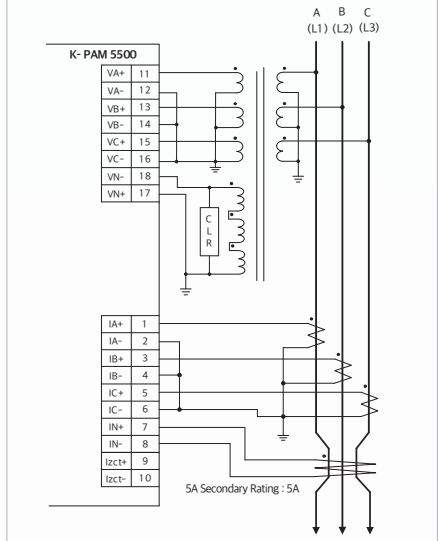 A B C
(L1) (L2) (L3)
K- PAM 5500
VA+ 11
VA- 12
VB+ 13
VB- 14
VC+ 15
VC- 16
VN- 18
VN+ 17
C
L
R
IA+ 1
IA- 2
IB+ 3
IB- 4
IC+ 5
IC- 6
IN+ 7
IN- 8
Izct+ 9
Izct- 10
5A Secondary Rating : 5A